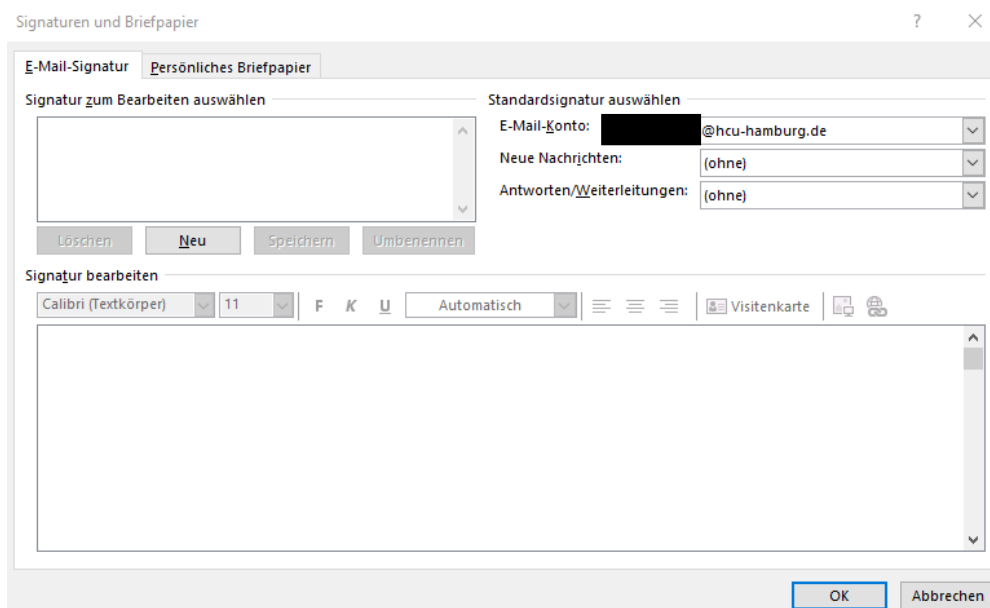 Signaturen und Briefpapier
? ×
E-Mail-Signatur Persönliches Briefpapier
Signatur zum Bearbeiten auswählen
Löschen Neu Speichern Umbenennen
Standardsignatur auswählen
E-Mail-Konto: @hcu-hamburg.de
Neue Nachrichten: (ohne)
Antworten/Weiterleitungen: (ohne)
Signatur bearbeiten
Calibri (Textkörper) 11 F K U Automatisch Visitenkarte
OK Abbrechen